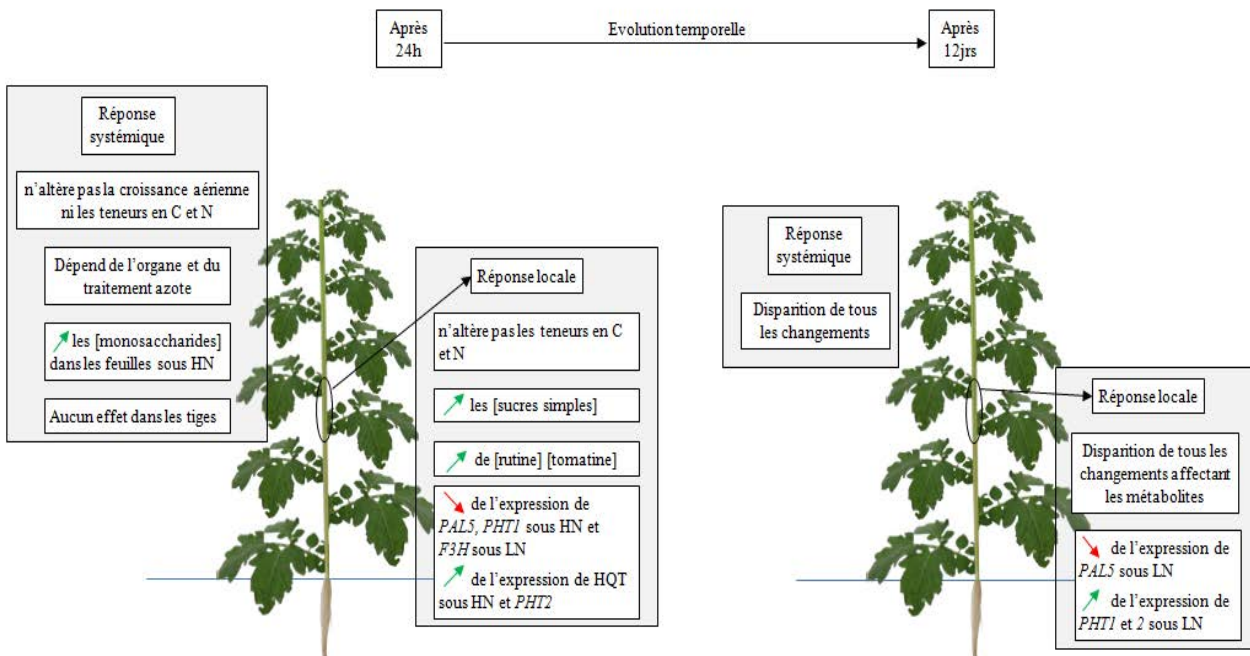 Après
24h
Evolution temporelle
Après
12jrs
Réponse
systémique
n'altère pas la croissance aérienne
ni les teneurs en C et N
Dépend de l'organe et du
traitement azote
les [monosaccharides]
dans les feuilles sous HN
Aucun effet dans les tiges
Réponse locale
n'altère pas les teneurs en C
et N
les [sucres simples]
de [rutine] [tomatine]
de l'expression de
PAL5, PHT1 sous HN et
F3H sous LN
de l'expression de HQT
sous HN et PHT2
Réponse
systémique
Disparition de tous
les changements
Réponse locale
Disparition de tous les
changements affectant
les métabolites
de l'expression de
PAL5 sous LN
de l'expression de
PHT1 et 2 sous LN